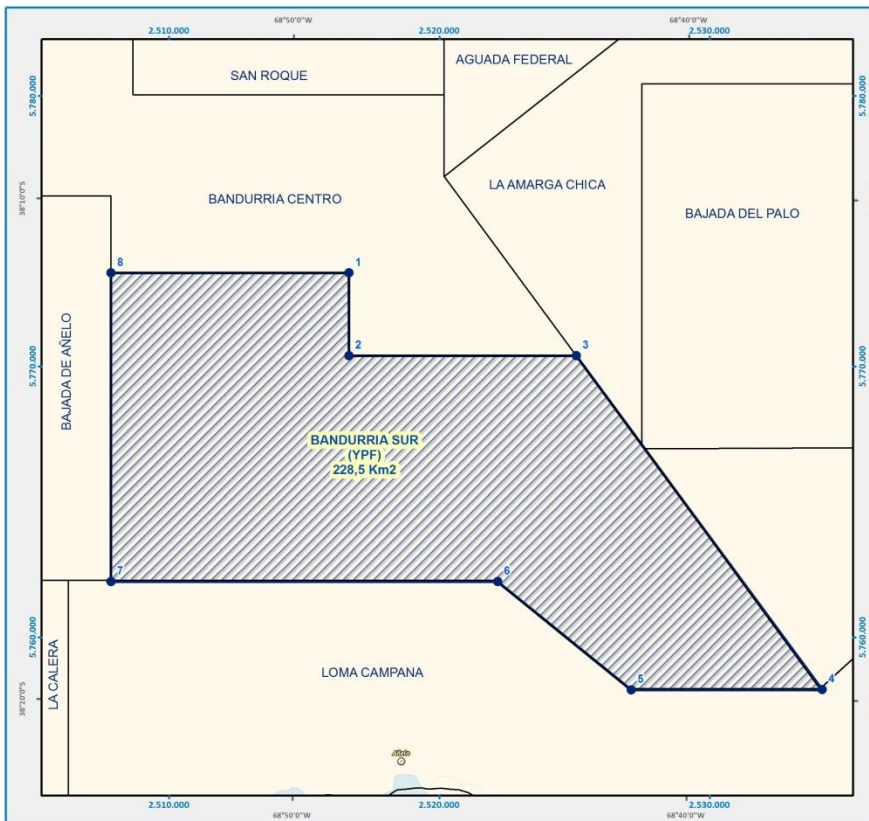 68°50'0"W
68°40'0"W
2.510.000
2.520.000
2.530.000
AGUADA FEDERAL
SAN ROQUE
5.780.000
5.780.000
38°10'0"S
LA AMARGA CHICA
BANDURRIA CENTRO
BAJADA DEL PALO
8
1
2
3
5.770.000
5.770.000
BAJADA DE AÑELO
BANDURRIA SUR
(YPF)
228,5 Km2
7
6
5.760.000
5.760.000
LA CALERA
LOMA CAMPANA
38°20'0"S
5
4
Añelo
2.510.000
2.520.000
2.530.000
68°50'0"W
68°40'0"W